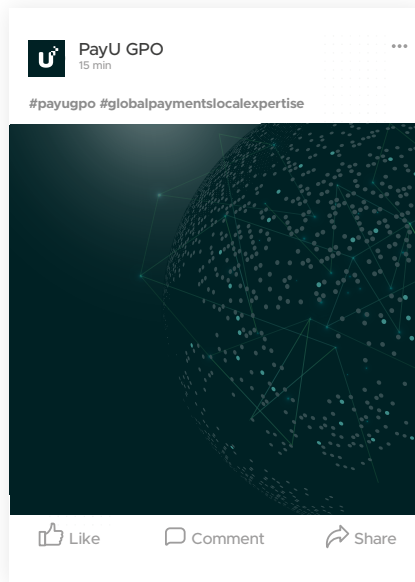 U
PayU GPO
15 min
#payugpo #globalpaymentslocalexpertise
Like
Comment
Share